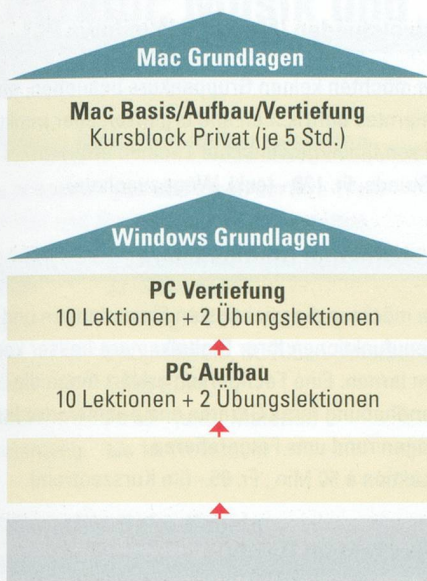 Mac Grundlagen
Mac Basis/Aufbau/Vertiefung
Kursblock Privat (je 5 Std.)
Windows Grundlagen
PC Vertiefung
10 Lektionen + 2 Übungslektionen
PC Aufbau
10 Lektionen + 2 Übungslektionen